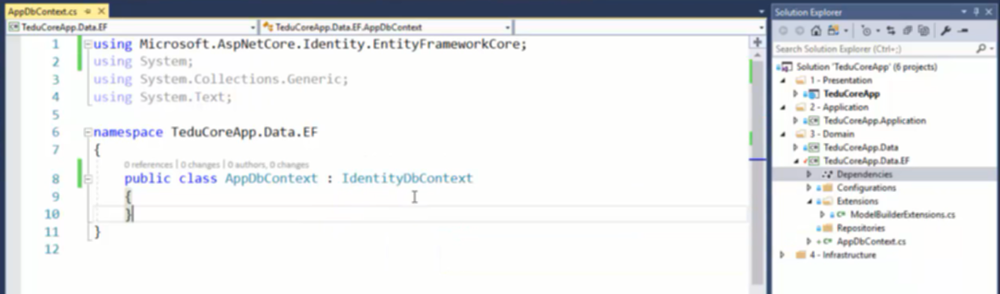 AppDbContext.cs
TeduCoreApp.Data.EF
TeduCoreApp.Data.EF.AppDbContext
1 using Microsoft.AspNetCore.Identity.EntityFrameworkCore;
2 using System;
3 using System.Collections.Generic;
4 using System.Text;
5
6 namespace TeduCoreApp.Data.EF
7 {
0 references | 0 changes | 0 authors, 0 changes
8 public class AppDbContext : IdentityDbContext
9 {
10 }
11 }
12
Solution Explorer
Search Solution Explorer (Ctrl+;)
Solution 'TeduCoreApp' (6 projects)
1 - Presentation
TeduCoreApp
2 - Application
TeduCoreApp.Application
3 - Domain
TeduCoreApp.Data
TeduCoreApp.Data.EF
Dependencies
Configurations
Extensions
C# ModelBuilderExtensions.cs
Repositories
C# AppDbContext.cs
4 - Infrastructure